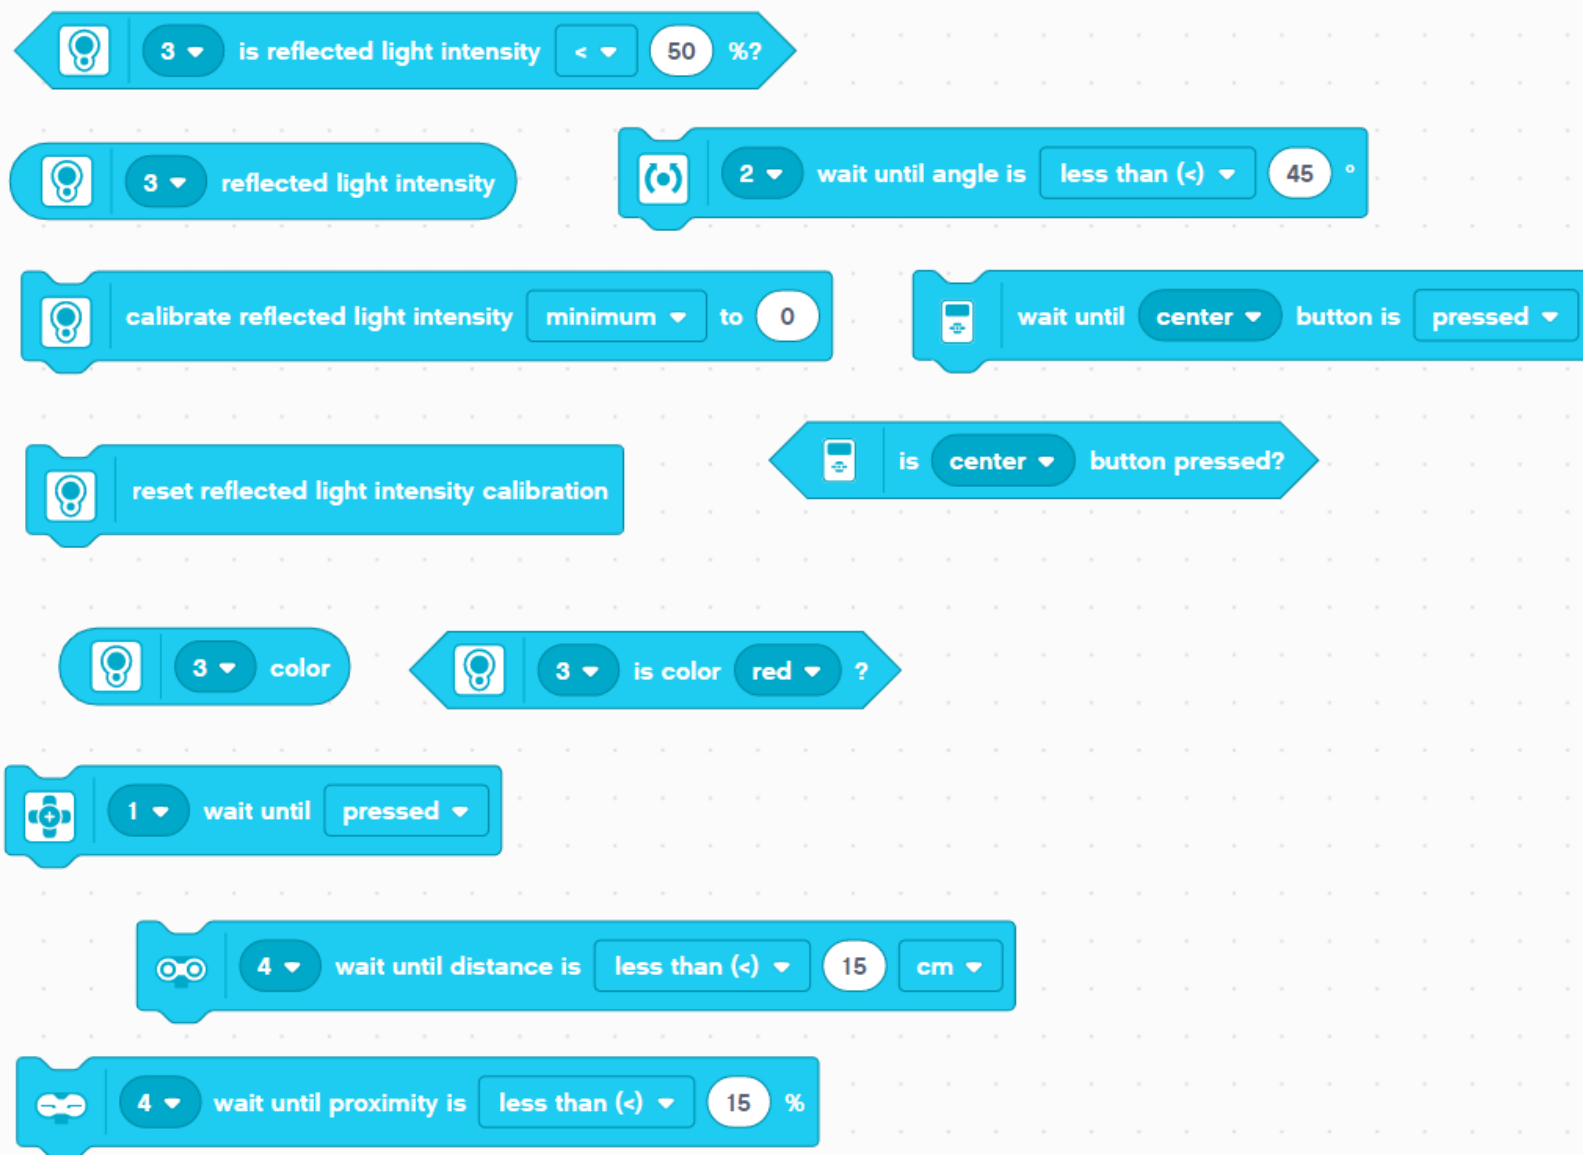 3 is reflected light intensity < 50 %?
3 reflected light intensity
2 wait until angle is less than (<) 45 °
calibrate reflected light intensity minimum to 0
wait until center button is pressed
is center button pressed?
reset reflected light intensity calibration
3 color
3 is color red ?
1 wait until pressed
4 wait until distance is less than (<) 15 cm
4 wait until proximity is less than (<) 15 %